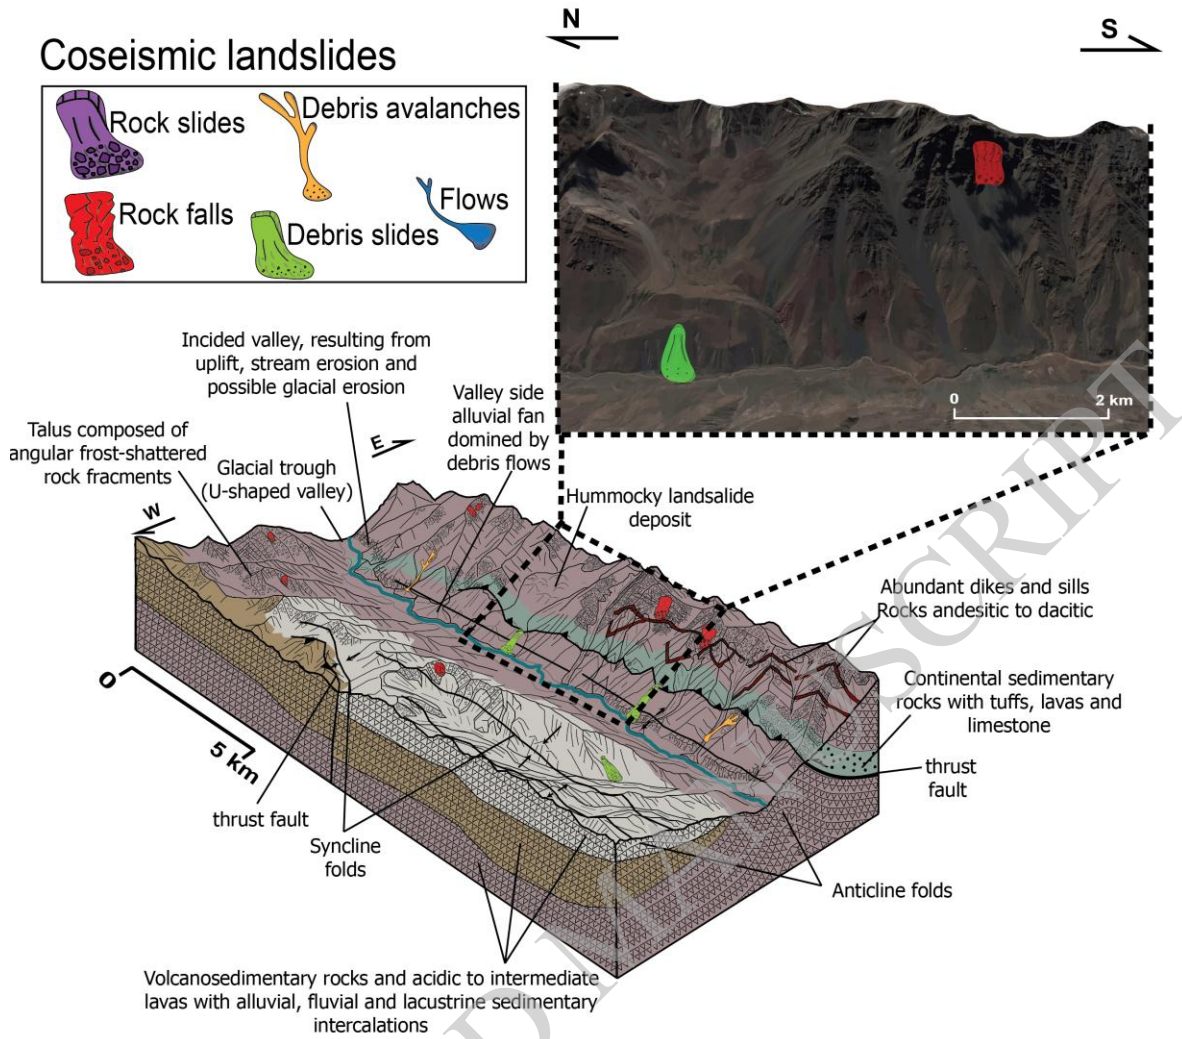 N
S
Coseismic landslides
Rock slides
Debris avalanches
Rock falls
Debris slides
Flows
0
2 km
Incided valley, resulting from
uplift, stream erosion and
possible glacial erosion
Valley side
alluvial fan
domined by
debris flows
Talus composed of
angular frost-shattered
rock fracments
Glacial trough
(U-shaped valley)
E
W
Hummocky landsalide
deposit
Abundant dikes and sills
Rocks andesitic to dacitic
Continental sedimentary
rocks with tuffs, lavas and
limestone
thrust
fault
0
5 km
thrust fault
Syncline
folds
Anticline folds
Volcanosedimentary rocks and acidic to intermediate
lavas with alluvial, fluvial and lacustrine sedimentary
intercalations
D MANUSCRIPT